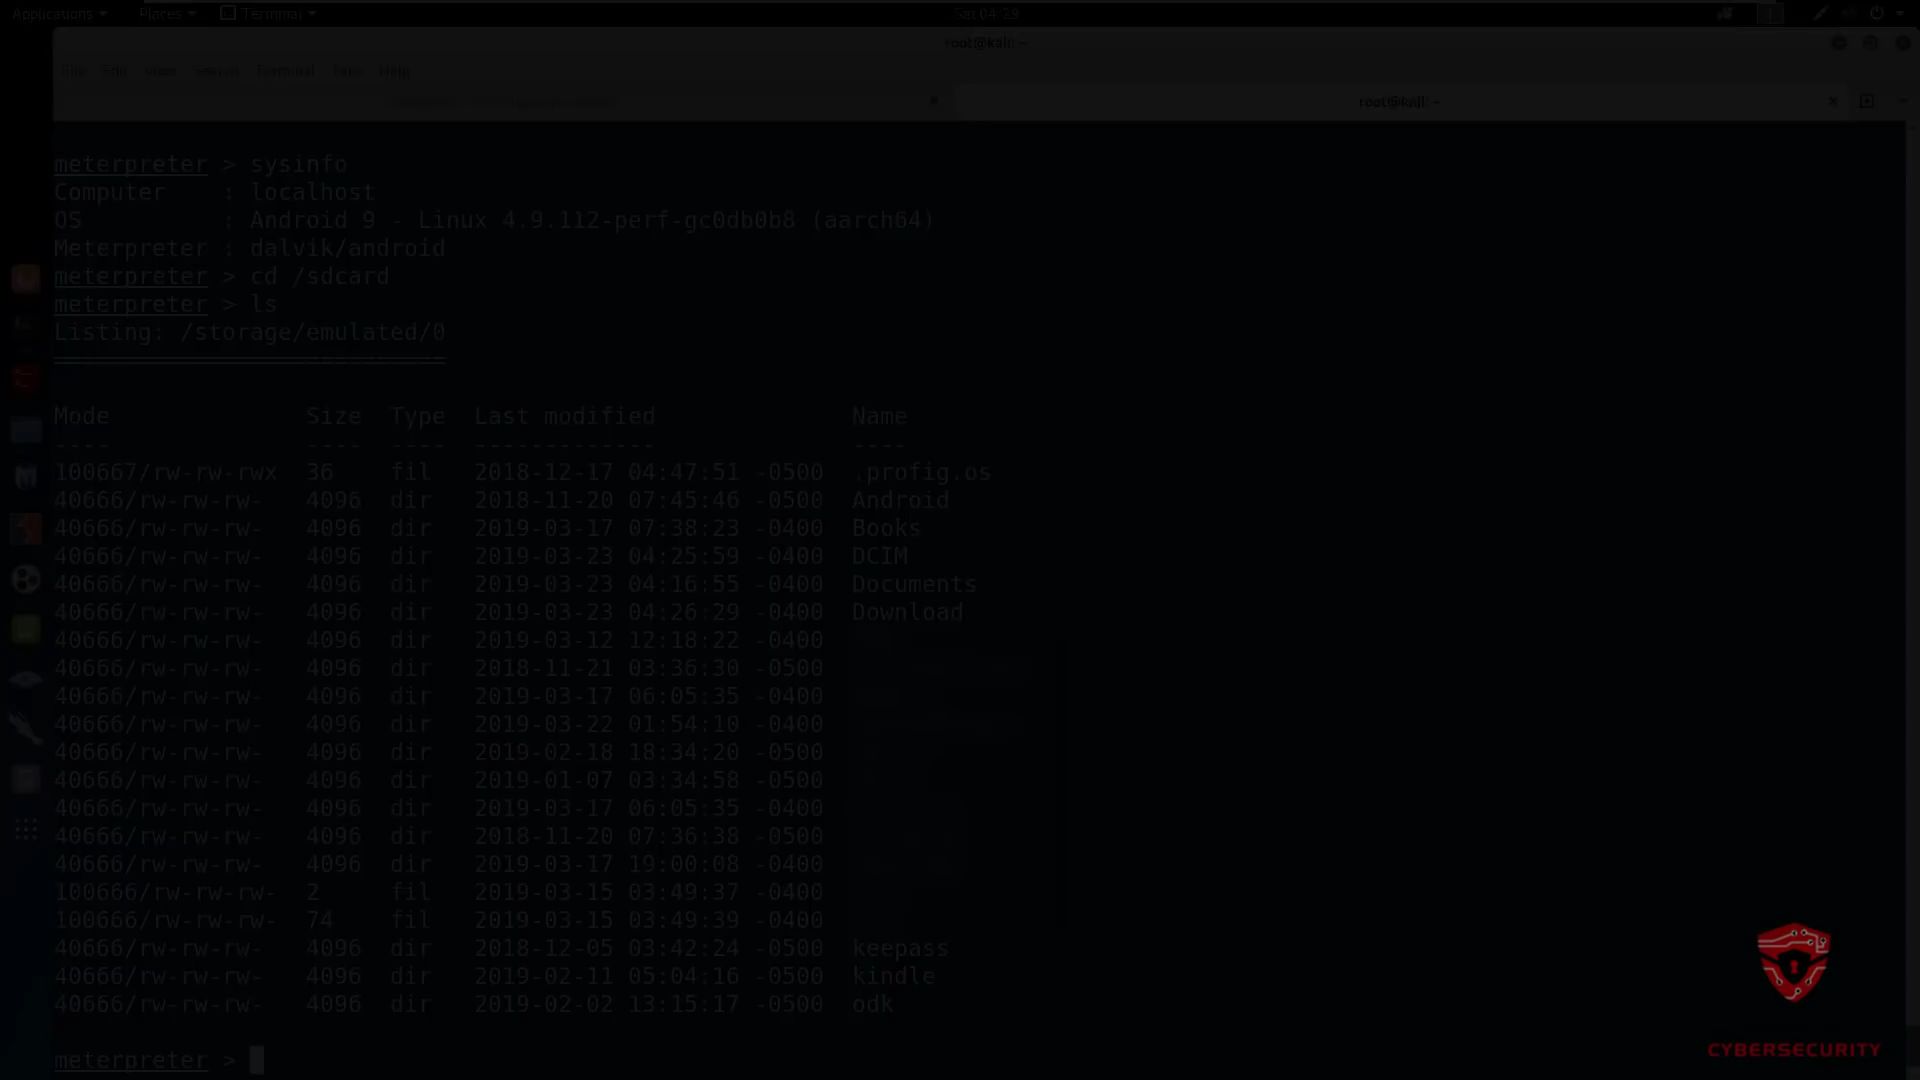 Applications Places Terminal Sat 04:29
root@kali: ~
File Edit View Search Terminal Tabs Help
root@kali: ~
meterpreter > sysinfo
Computer : localhost
OS : Android 9 - Linux 4.9.112-perf-gc0db0b8 (aarch64)
Meterpreter : dalvik/android
meterpreter > cd /sdcard
meterpreter > ls
Listing: /storage/emulated/0
============================
Mode Size Type Last modified Name
---- ---- ---- ------------- ----
100667/rw-rw-rwx 36 fil 2018-12-17 04:47:51 -0500 .profig.os
40666/rw-rw-rw- 4096 dir 2018-11-20 07:45:46 -0500 Android
40666/rw-rw-rw- 4096 dir 2019-03-17 07:38:23 -0400 Books
40666/rw-rw-rw- 4096 dir 2019-03-23 04:25:59 -0400 DCIM
40666/rw-rw-rw- 4096 dir 2019-03-23 04:16:55 -0400 Documents
40666/rw-rw-rw- 4096 dir 2019-03-23 04:26:29 -0400 Download
40666/rw-rw-rw- 4096 dir 2019-03-12 12:18:22 -0400
40666/rw-rw-rw- 4096 dir 2018-11-21 03:36:30 -0500
40666/rw-rw-rw- 4096 dir 2019-03-17 06:05:35 -0400
40666/rw-rw-rw- 4096 dir 2019-03-22 01:54:10 -0400
40666/rw-rw-rw- 4096 dir 2019-02-18 18:34:20 -0500
40666/rw-rw-rw- 4096 dir 2019-01-07 03:34:58 -0500
40666/rw-rw-rw- 4096 dir 2019-03-17 06:05:35 -0400
40666/rw-rw-rw- 4096 dir 2018-11-20 07:36:38 -0500
40666/rw-rw-rw- 4096 dir 2019-03-17 19:00:08 -0400
100666/rw-rw-rw- 2 fil 2019-03-15 03:49:37 -0400
100666/rw-rw-rw- 74 fil 2019-03-15 03:49:39 -0400
40666/rw-rw-rw- 4096 dir 2018-12-05 03:42:24 -0500 keepass
40666/rw-rw-rw- 4096 dir 2019-02-11 05:04:16 -0500 kindle
40666/rw-rw-rw- 4096 dir 2019-02-02 13:15:17 -0500 odk
meterpreter >
CYBERSECURITY